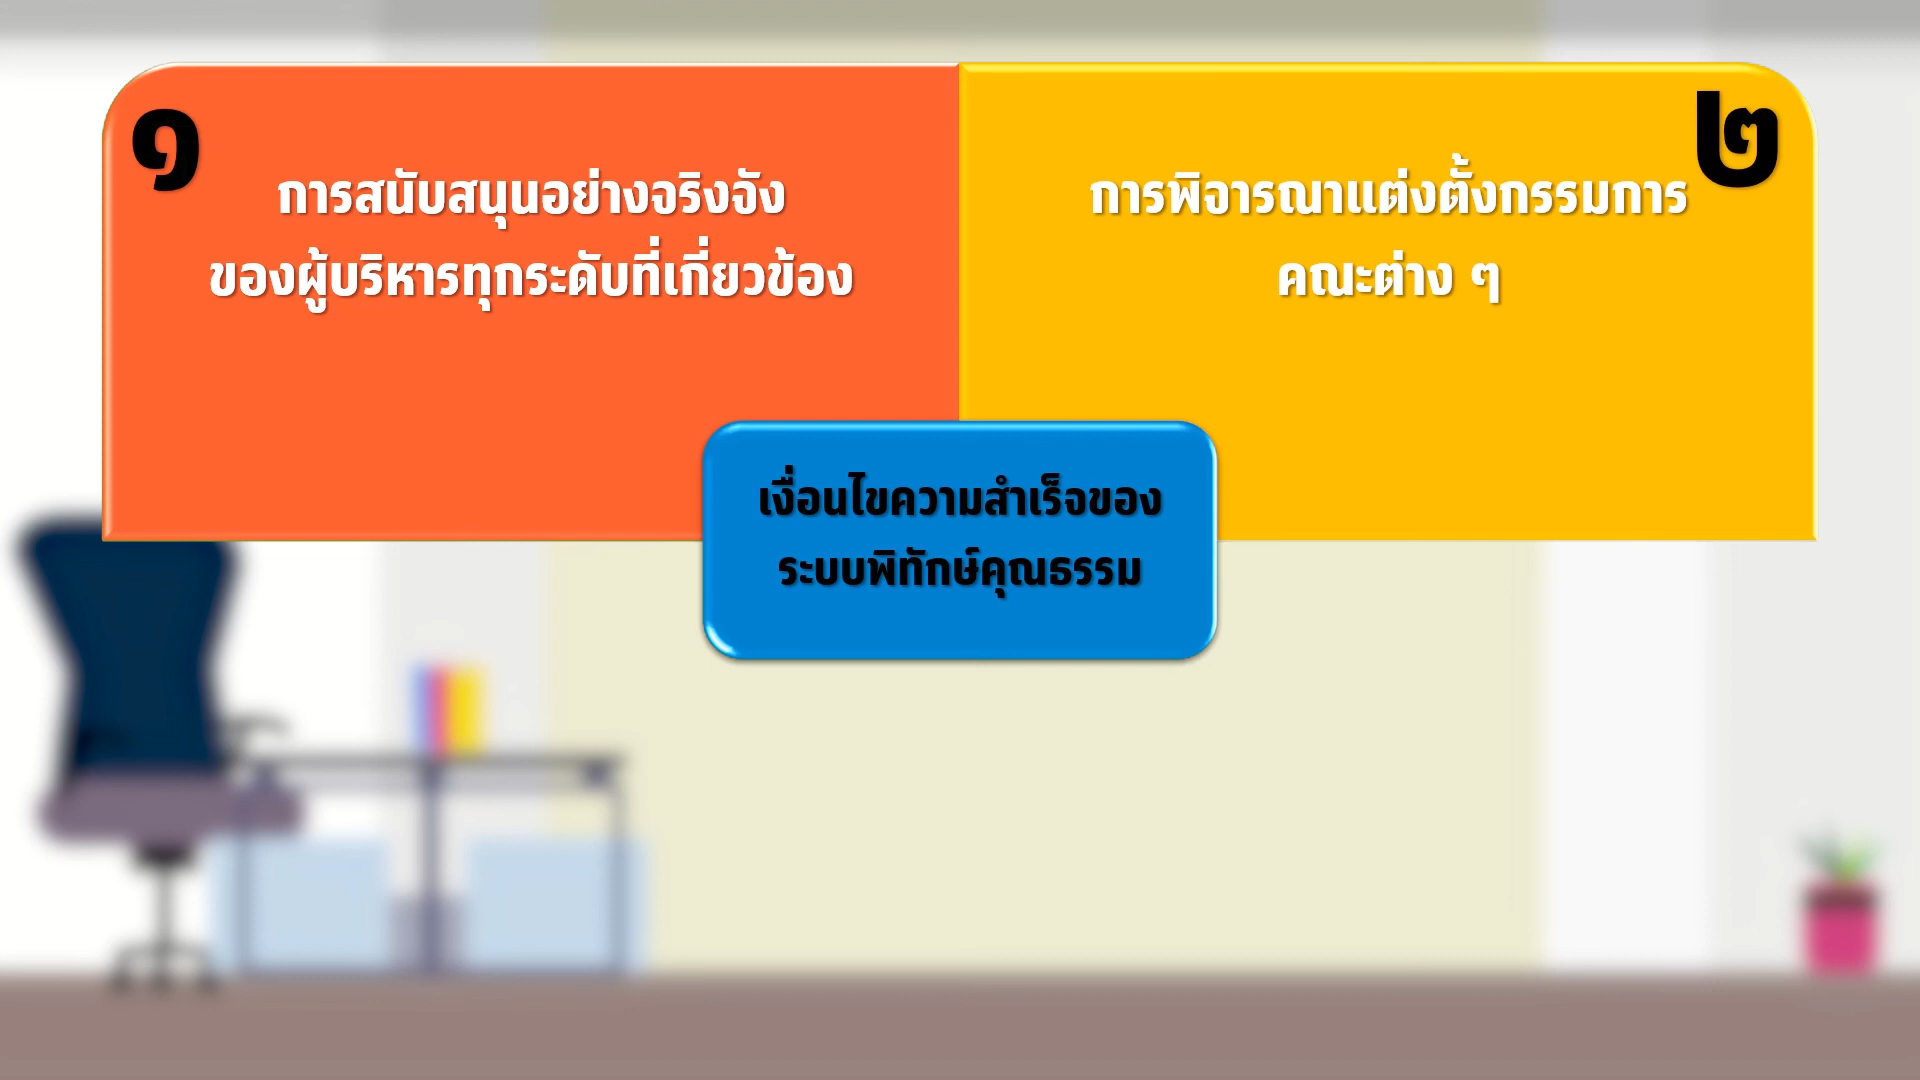 ๑
การสนับสนุนอย่างจริงจัง
ของผู้บริหารทุกระดับที่เกี่ยวข้อง
๒
การพิจารณาแต่งตั้งกรรมการ
คณะต่าง ๆ
เงื่อนไขความสำเร็จของ
ระบบพิทักษ์คุณธรรม